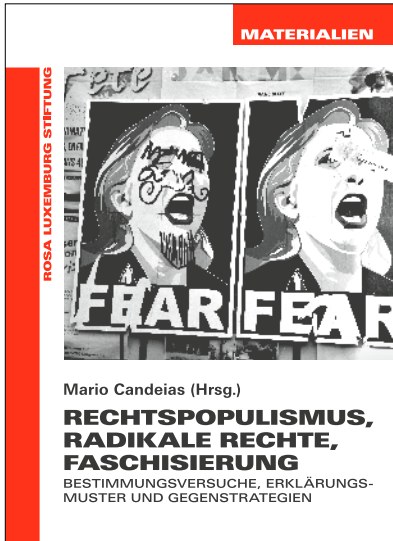 MATERIALIEN
ROSA LUXEMBURG STIFTUNG
FEAR
FEAR
Mario Candeias (Hrsg.)
RECHTSPOPULISMUS,
RADIKALE RECHTE,
FASCHISIERUNG
BESTIMMUNGSVERSUCHE, ERKLÄRUNGS-
MUSTER UND GEGENSTRATEGIEN